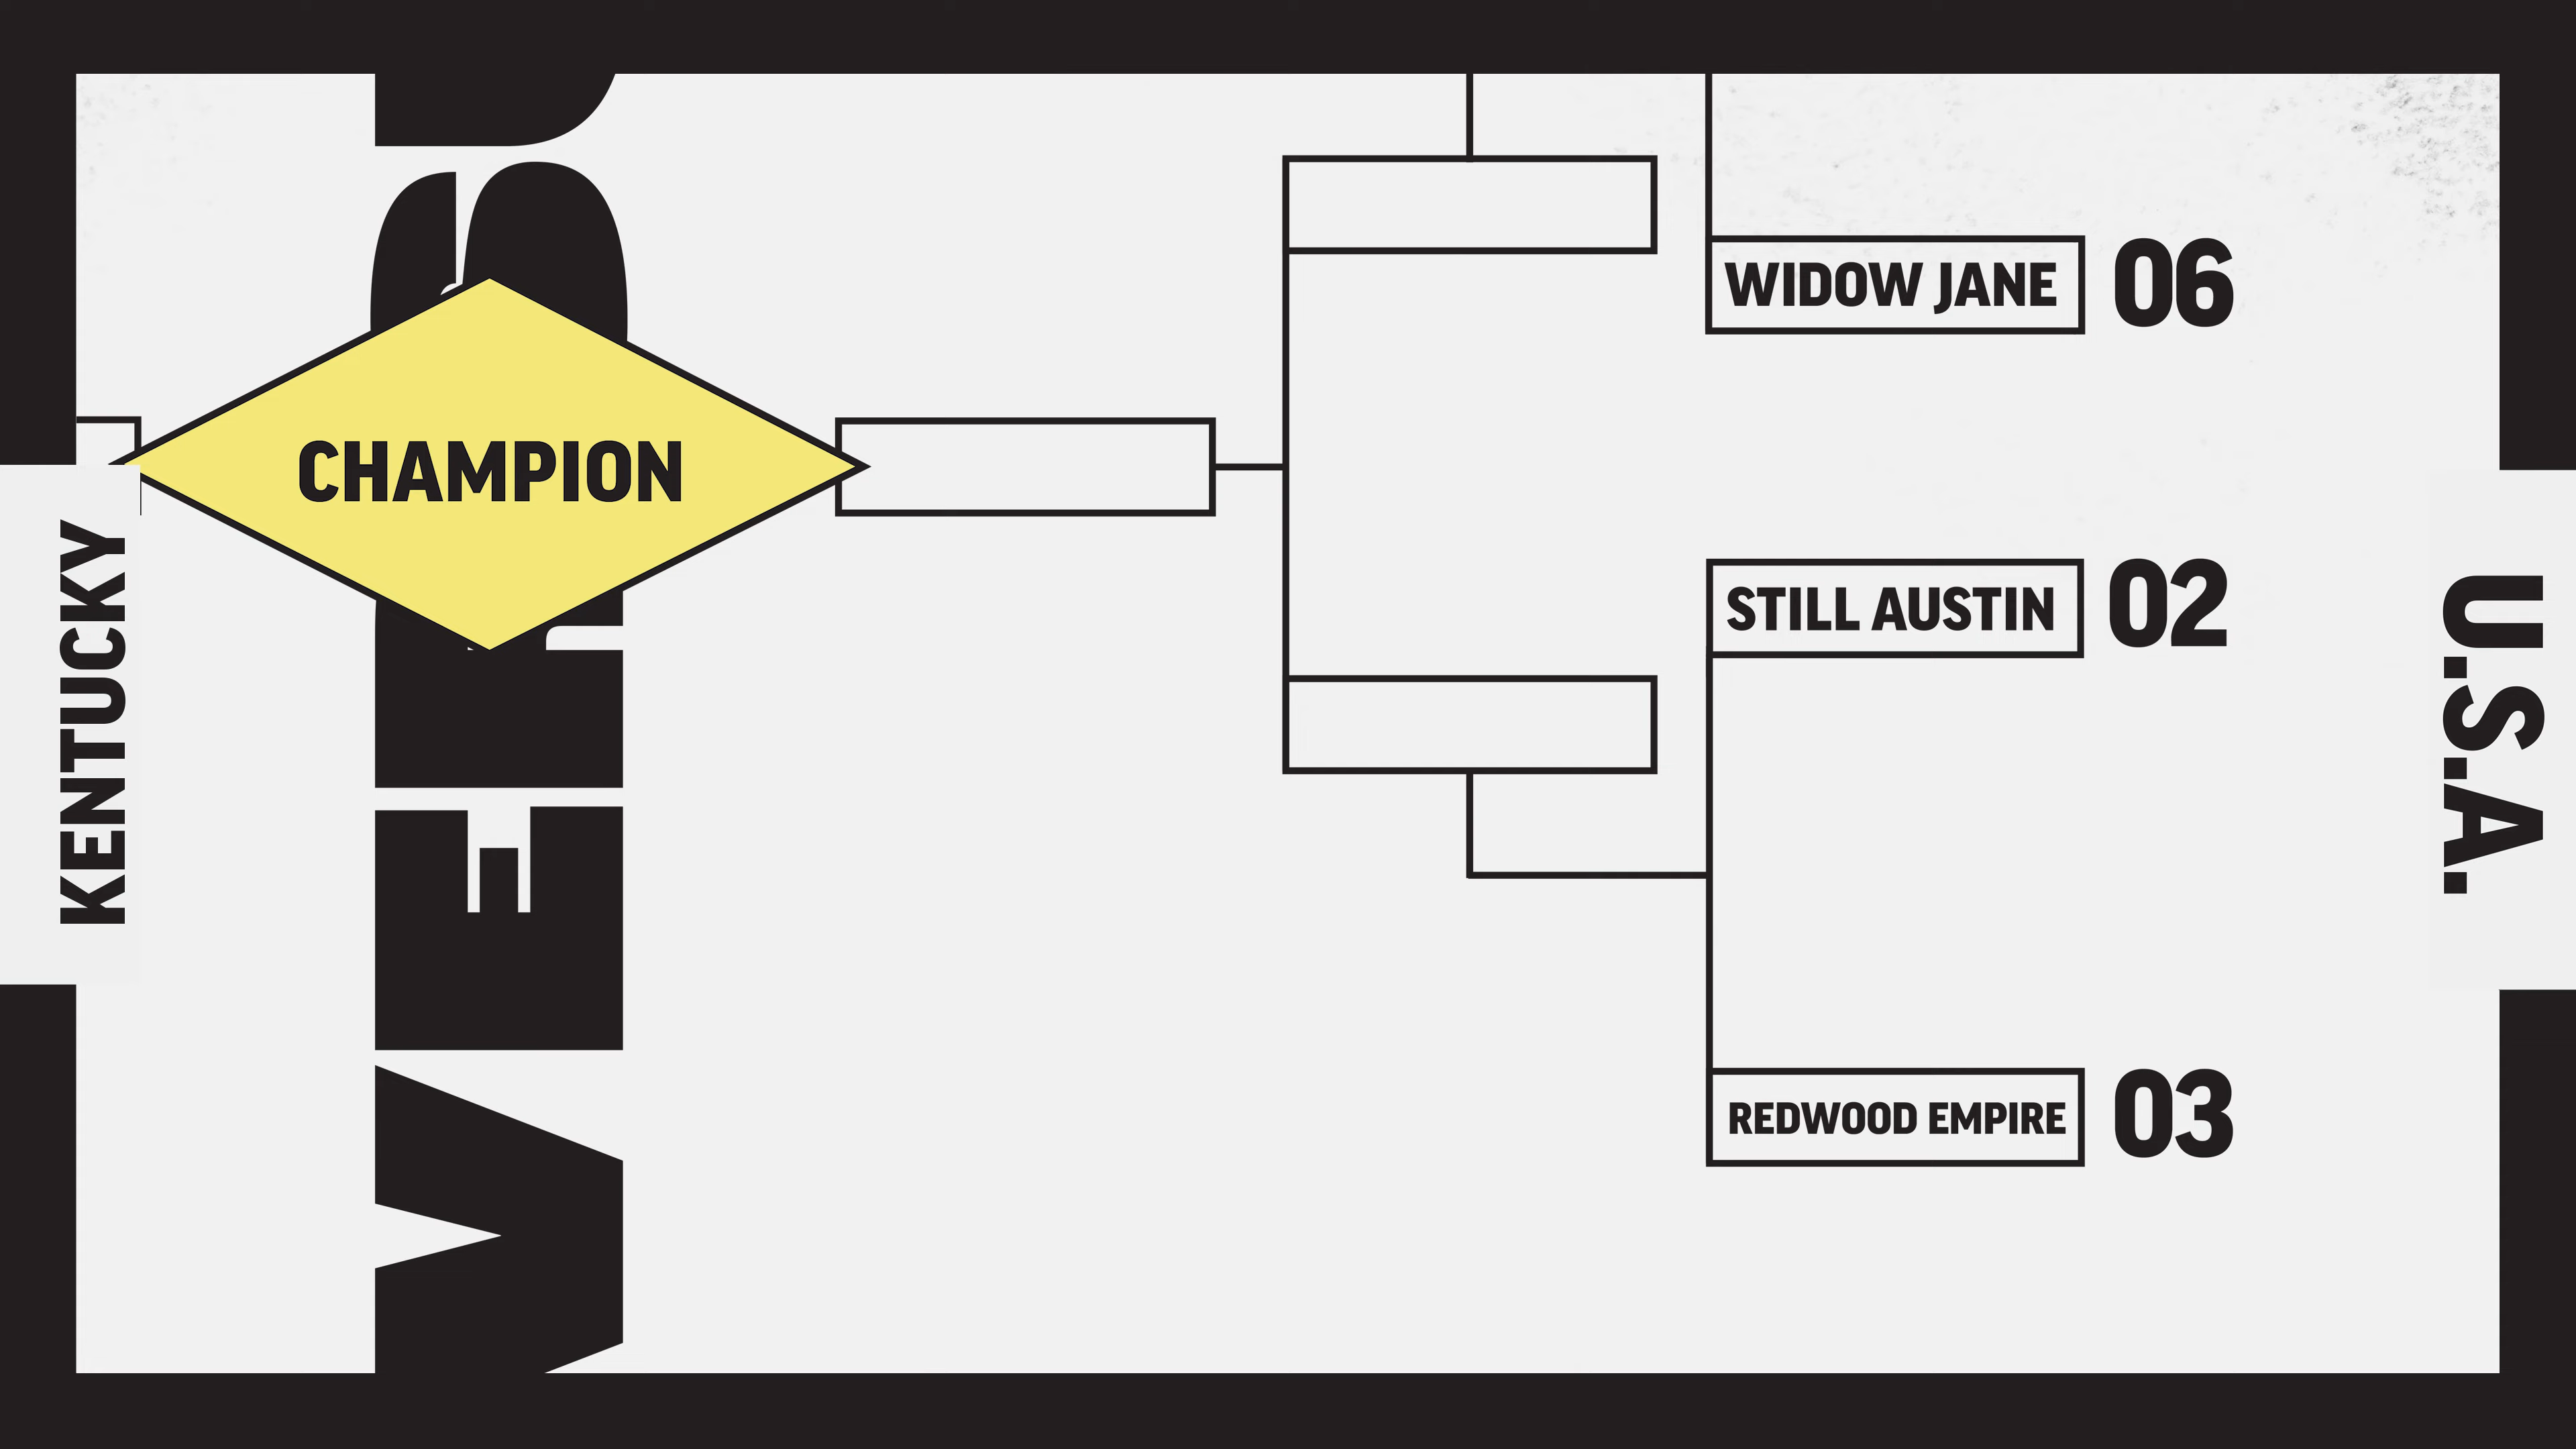 WIDOW JANE 06
CHAMPION
STILL AUSTIN 02
KENTUCKY
U.S.A.
REDWOOD EMPIRE 03